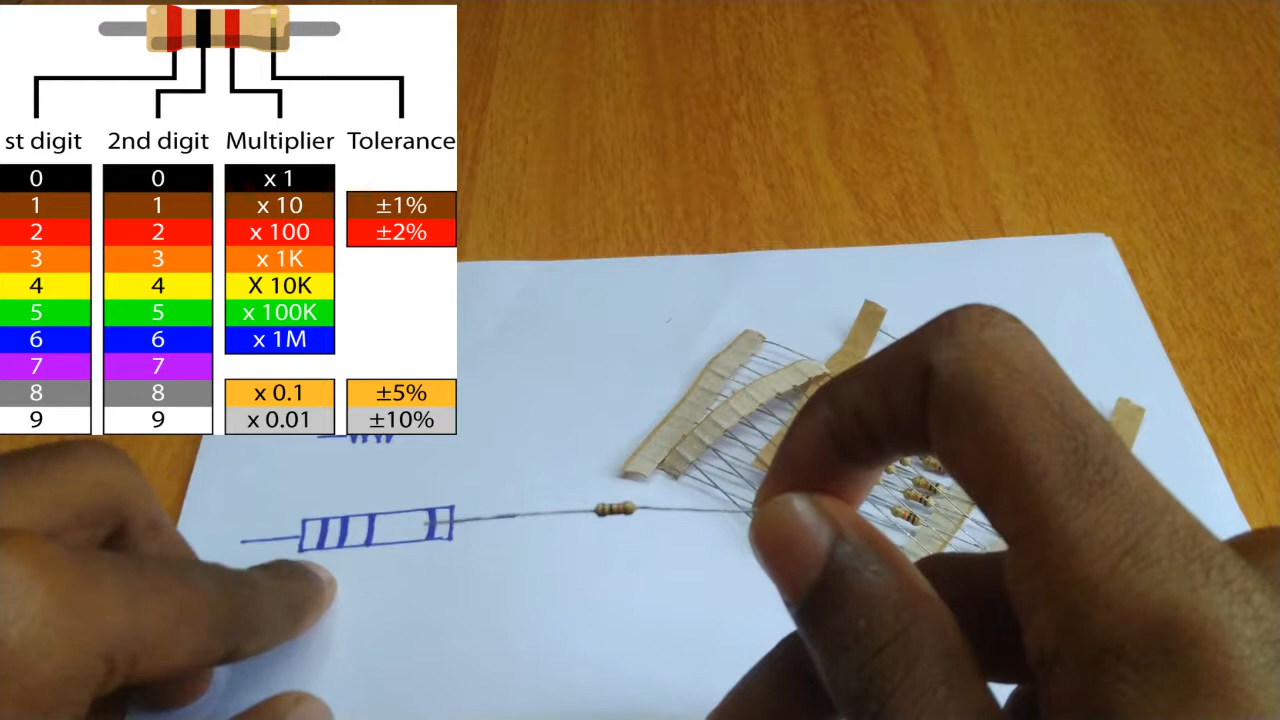 st digit 2nd digit Multiplier Tolerance
0 0 x 1
1 1 x 10 ±1%
2 2 x 100 ±2%
3 3 x 1K
4 4 X 10K
5 5 x 100K
6 6 x 1M
7 7
8 8 x 0.1 ±5%
9 9 x 0.01 ±10%